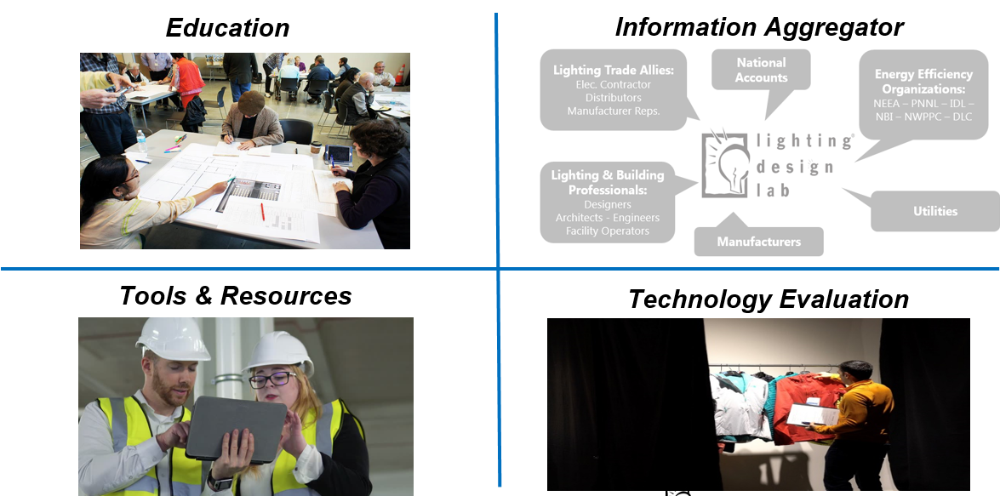 Education
Information Aggregator
Lighting Trade Allies:
Elec. Contractor
Distributors
Manufacturer Reps.
National
Accounts
Energy Efficiency
Organizations:
NEEA – PNNL – IDL –
NBI – NWPPC – DLC
lighting®
design
lab
Lighting & Building
Professionals:
Designers
Architects - Engineers
Facility Operators
Utilities
Manufacturers
Tools & Resources
Technology Evaluation